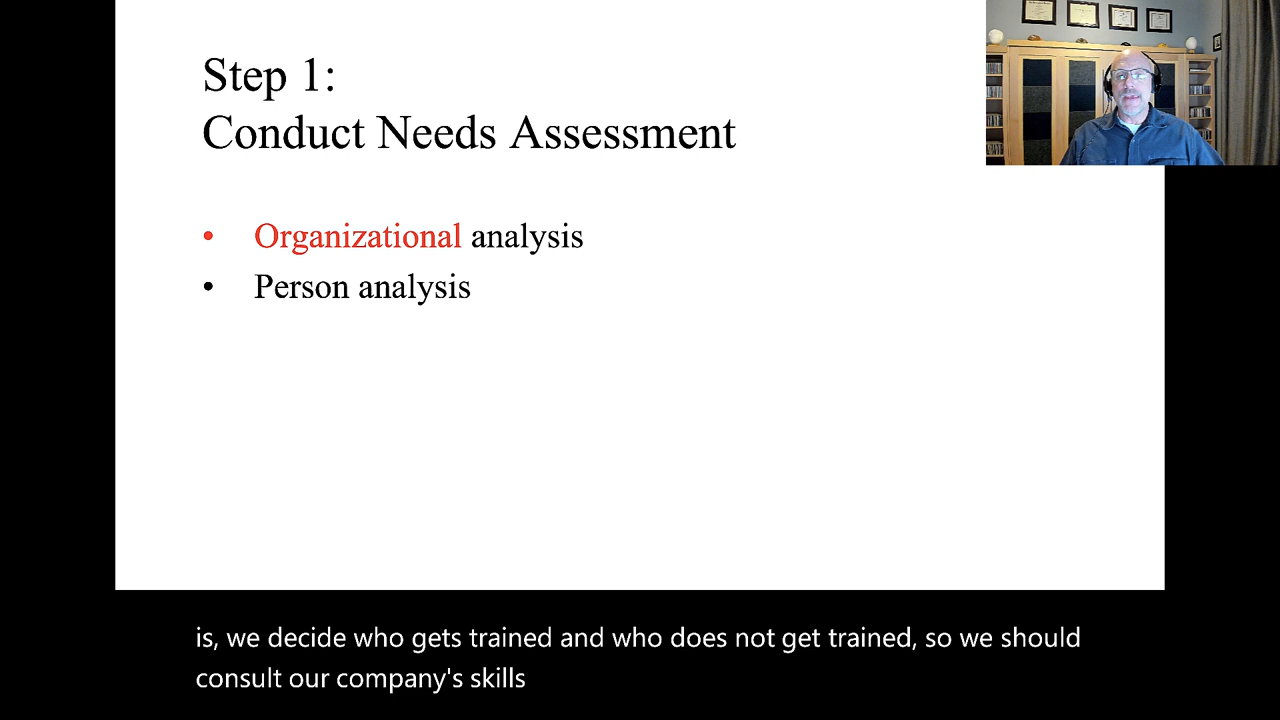 Step 1:
Conduct Needs Assessment
• Organizational analysis
• Person analysis
is, we decide who gets trained and who does not get trained, so we should
consult our company's skills